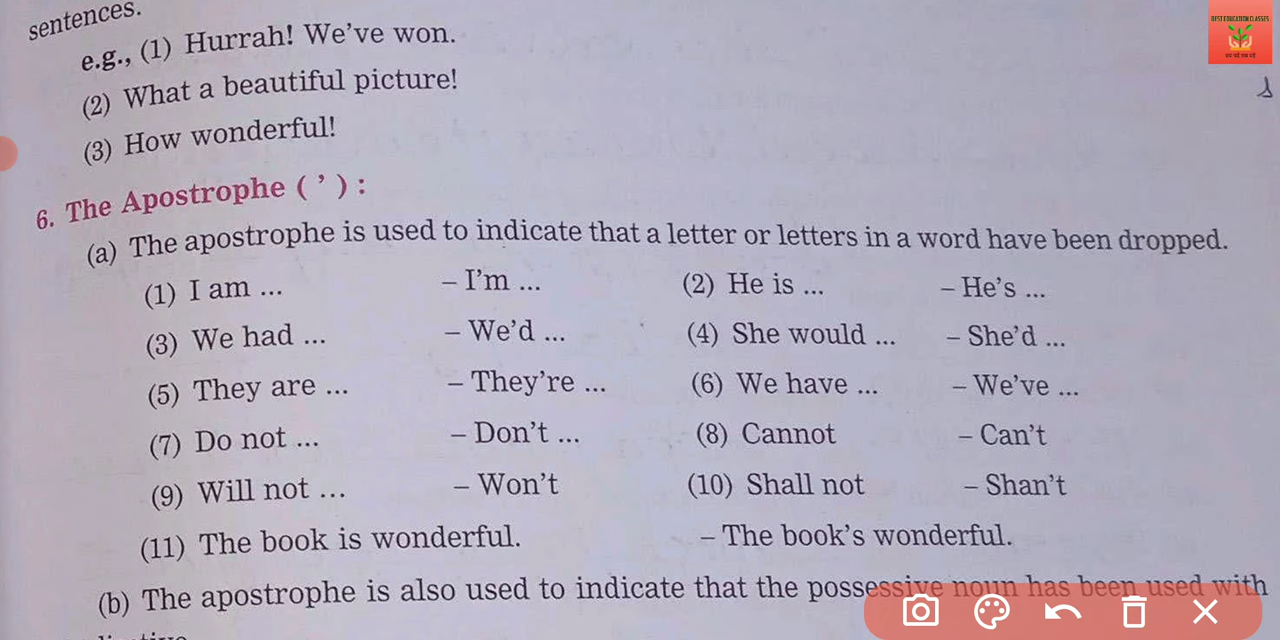 sentences.
e.g., (1) Hurrah! We've won.
(2) What a beautiful picture!
(3) How wonderful!
6. The Apostrophe ( ’ ) :
(a) The apostrophe is used to indicate that a letter or letters in a word have been dropped.
(1) I am ... – I'm ... (2) He is ... – He's ...
(3) We had ... – We'd ... (4) She would ... – She'd ...
(5) They are ... – They're ... (6) We have ... – We've ...
(7) Do not ... – Don't ... (8) Cannot – Can't
(9) Will not ... – Won't (10) Shall not – Shan't
(11) The book is wonderful. – The book's wonderful.
(b) The apostrophe is also used to indicate that the possessive noun has been used with
BEST EDUCATION CLASSES